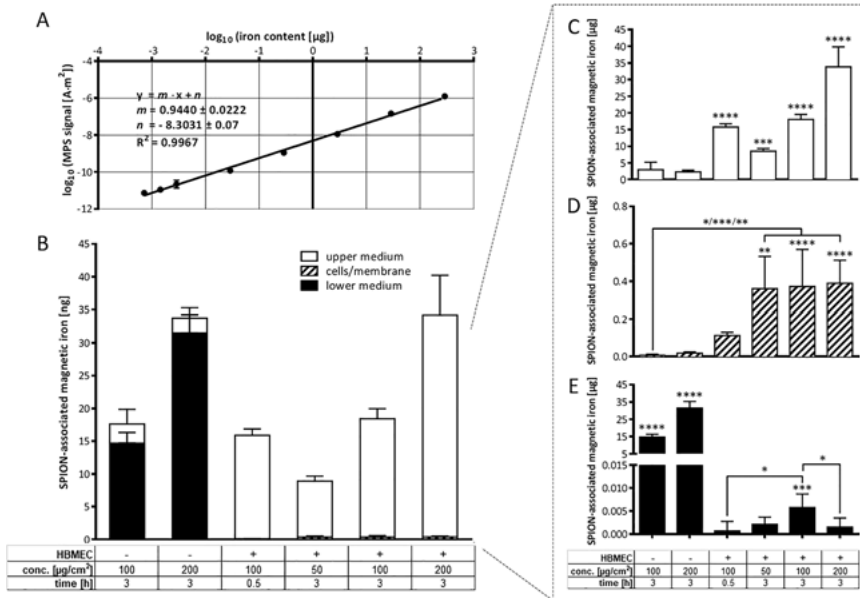 A
log10 (iron content [µg])
-4 -3 -2 -1 0 1 2 3
-4
-6
-8
-10
-12
log10 (MPS signal [A·m²]
y = m · x + n
m = 0.9440 ± 0.0222
n = - 8.3031 ± 0.07
R² = 0.9967
B
SPION-associated magnetic iron [ng]
45
40
35
30
25
20
15
10
5
0
upper medium
cells/membrane
lower medium
HBMEC - - + + + +
conc. [µg/cm²] 100 200 100 50 100 200
time [h] 3 3 0.5 3 3 3
C
SPION-associated magnetic iron [µg]
45
40
35
30
25
20
15
10
5
0
**** *** **** ****
D
SPION-associated magnetic iron [µg]
0.8
0.6
0.4
0.2
0.0
*/***/**
** **** ****
E
SPION-associated magnetic iron [µg]
45
35
25
15
5
0.015
0.010
0.005
0.000
**** ****
* *** *
HBMEC - - + + + +
conc. [µg/cm²] 100 200 100 50 100 200
time [h] 3 3 0.5 3 3 3